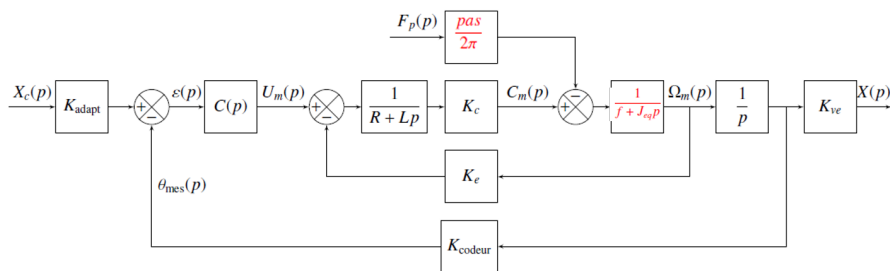 F_p(p)
pas
2π
X_c(p)
K_adapt
+
−
ε(p)
C(p)
U_m(p)
+
−
1
R + Lp
K_c
C_m(p)
−
+
1
f + J_eq p
Ω_m(p)
1
p
K_ve
X(p)
K_e
θ_mes(p)
K_codeur